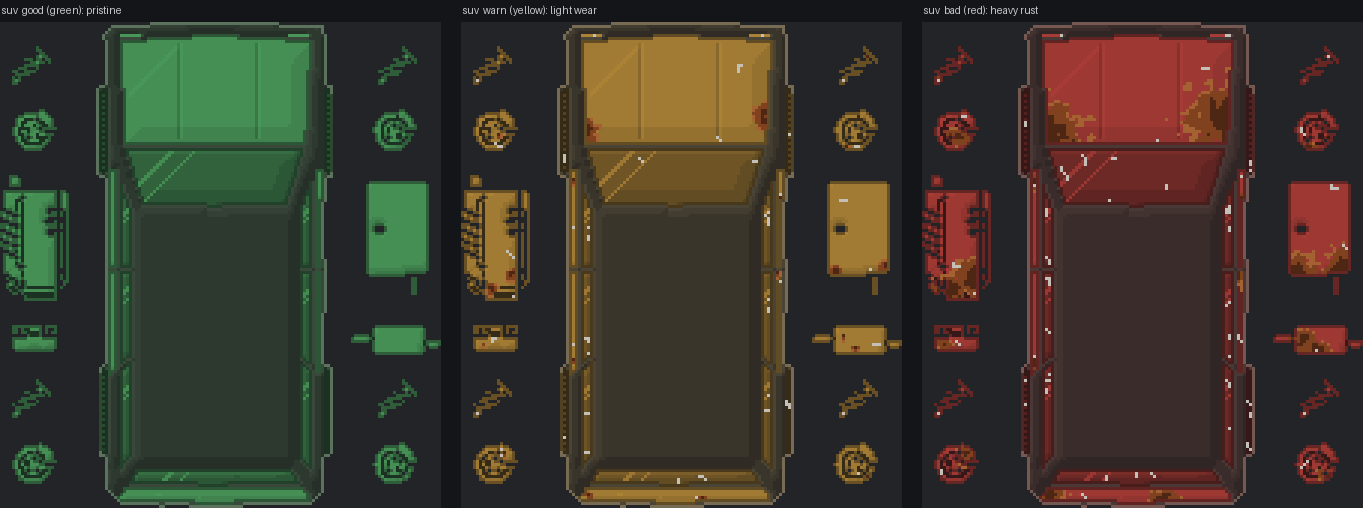 suv good (green): pristine
suv warn (yellow): light wear
suv bad (red): heavy rust